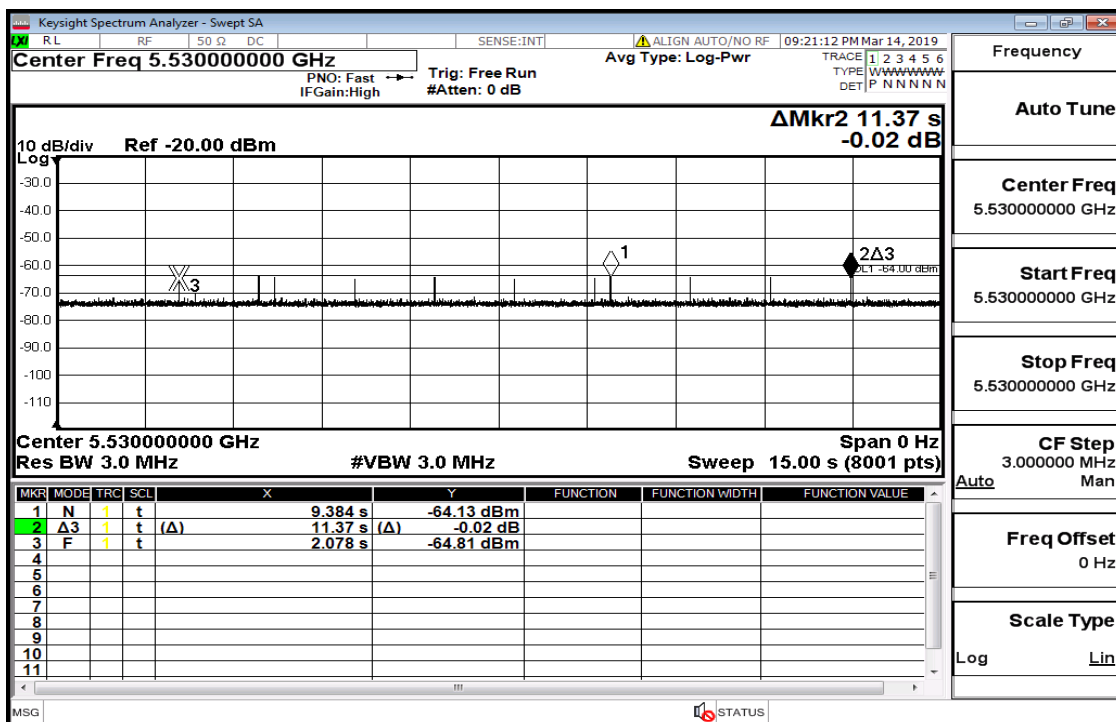 Keysight Spectrum Analyzer - Swept SA
LXI RL RF 50 Ω DC SENSE:INT ALIGN AUTO/NO RF 09:21:12 PM Mar 14, 2019
Center Freq 5.530000000 GHz
PNO: Fast
IFGain:High
Trig: Free Run
#Atten: 0 dB
Avg Type: Log-Pwr
TRACE 1 2 3 4 5 6
TYPE WWWWWW
DET P N N N N N
ΔMkr2 11.37 s
-0.02 dB
10 dB/div Ref -20.00 dBm
Log
-30.0
-40.0
-50.0
-60.0
-70.0
-80.0
-90.0
-100
-110
3
1
2Δ3
DL1 -64.00 dBm
Center 5.530000000 GHz Span 0 Hz
Res BW 3.0 MHz #VBW 3.0 MHz Sweep 15.00 s (8001 pts)
MKR MODE TRC SCL X Y FUNCTION FUNCTION WIDTH FUNCTION VALUE
1 N 1 t 9.384 s -64.13 dBm
2 Δ3 1 t (Δ) 11.37 s (Δ) -0.02 dB
3 F 1 t 2.078 s -64.81 dBm
4
5
6
7
8
9
10
11
MSG STATUS
Frequency
Auto Tune
Center Freq
5.530000000 GHz
Start Freq
5.530000000 GHz
Stop Freq
5.530000000 GHz
CF Step
3.000000 MHz
Auto Man
Freq Offset
0 Hz
Scale Type
Log Lin